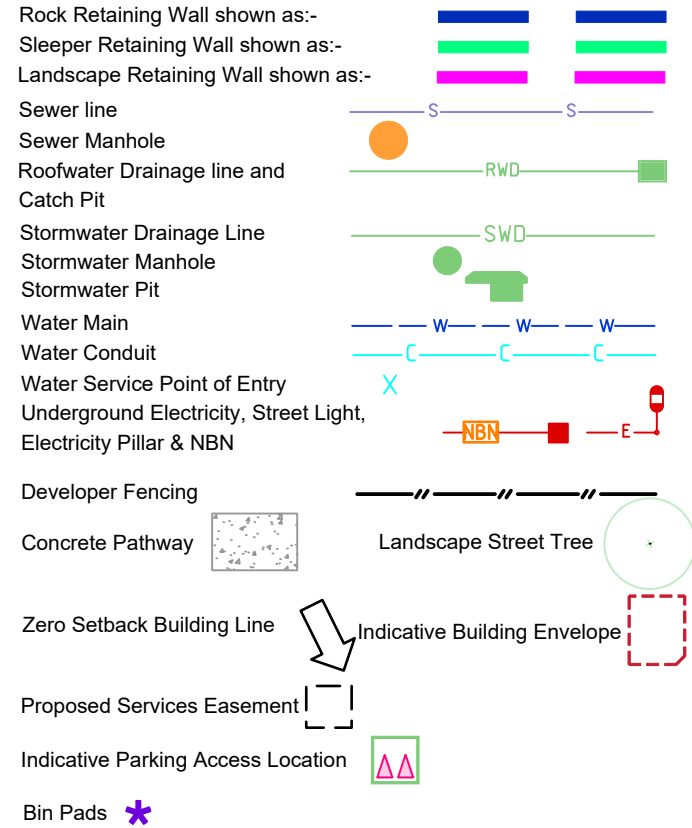 Rock Retaining Wall shown as:-
Sleeper Retaining Wall shown as:-
Landscape Retaining Wall shown as:-
Sewer line S S
Sewer Manhole
Roofwater Drainage line and RWD
Catch Pit
Stormwater Drainage Line SWD
Stormwater Manhole
Stormwater Pit
Water Main W W W
Water Conduit C C C
Water Service Point of Entry X
Underground Electricity, Street Light,
Electricity Pillar & NBN NBN E
Developer Fencing
Concrete Pathway Landscape Street Tree
Zero Setback Building Line Indicative Building Envelope
Proposed Services Easement
Indicative Parking Access Location
Bin Pads